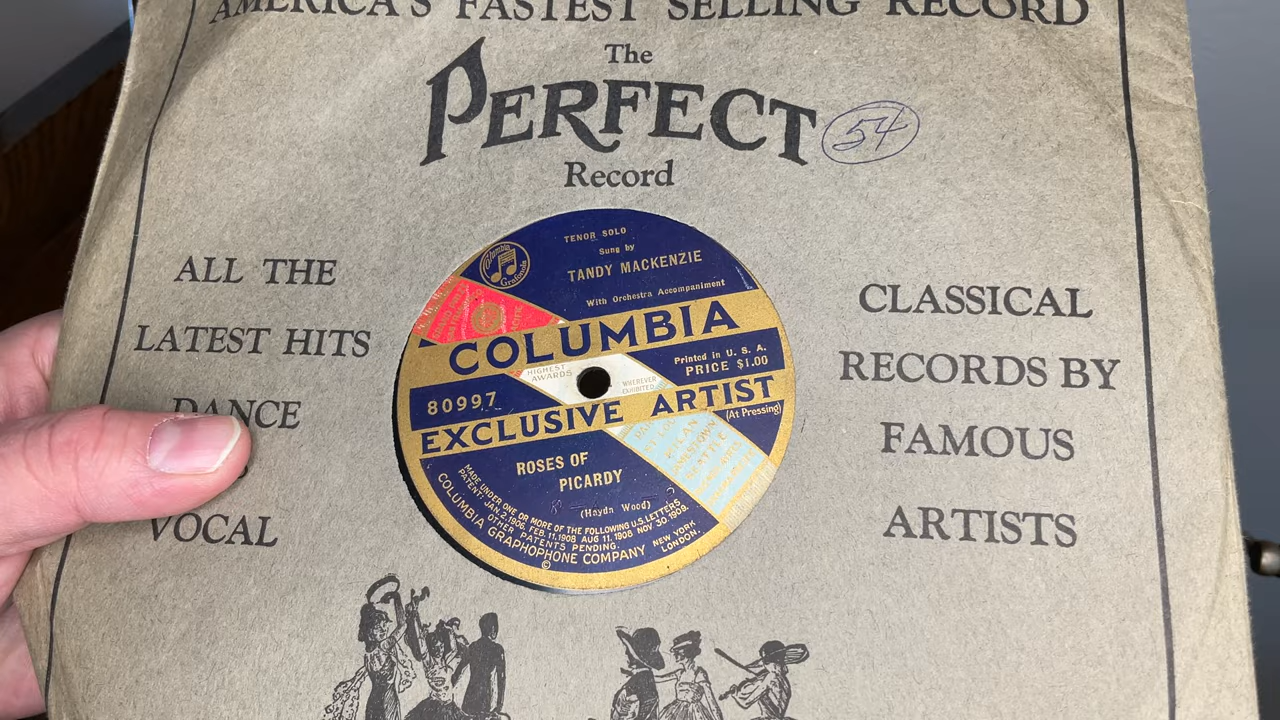 AMERICA'S FASTEST SELLING RECORD
The
PERFECT
54
Record
ALL THE
LATEST HITS
DANCE
VOCAL
CLASSICAL
RECORDS BY
FAMOUS
ARTISTS
Columbia
Grafonola
TENOR SOLO
Sung by
TANDY MACKENZIE
With Orchestra Accompaniment
COLUMBIA
Printed in U. S. A.
PRICE $1.00
HIGHEST
AWARDS
WHEREVER
EXHIBITED
80997
EXCLUSIVE ARTIST
(At Pressing)
ROSES OF
PICARDY
(Haydn Wood)
MADE UNDER ONE OR MORE OF THE FOLLOWING U.S. LETTERS
PATENT: JAN. 2, 1906, FEB. 11, 1908 AUG 11, 1908 NOV. 30, 1909.
OTHER PATENTS PENDING.
COLUMBIA GRAPHOPHONE COMPANY NEW YORK
LONDON.
©